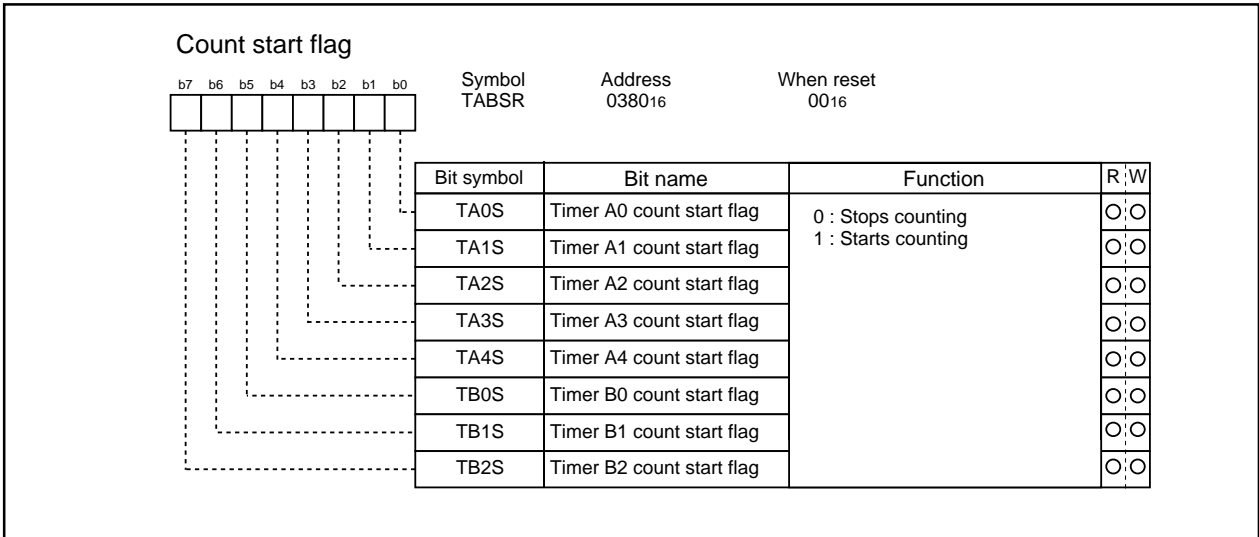 Count start flag
b7 b6 b5 b4 b3 b2 b1 b0
Symbol Address When reset
TABSR 038016 0016
Bit symbol Bit name Function R W
TA0S Timer A0 count start flag 0 : Stops counting
1 : Starts counting
TA1S Timer A1 count start flag
TA2S Timer A2 count start flag
TA3S Timer A3 count start flag
TA4S Timer A4 count start flag
TB0S Timer B0 count start flag
TB1S Timer B1 count start flag
TB2S Timer B2 count start flag